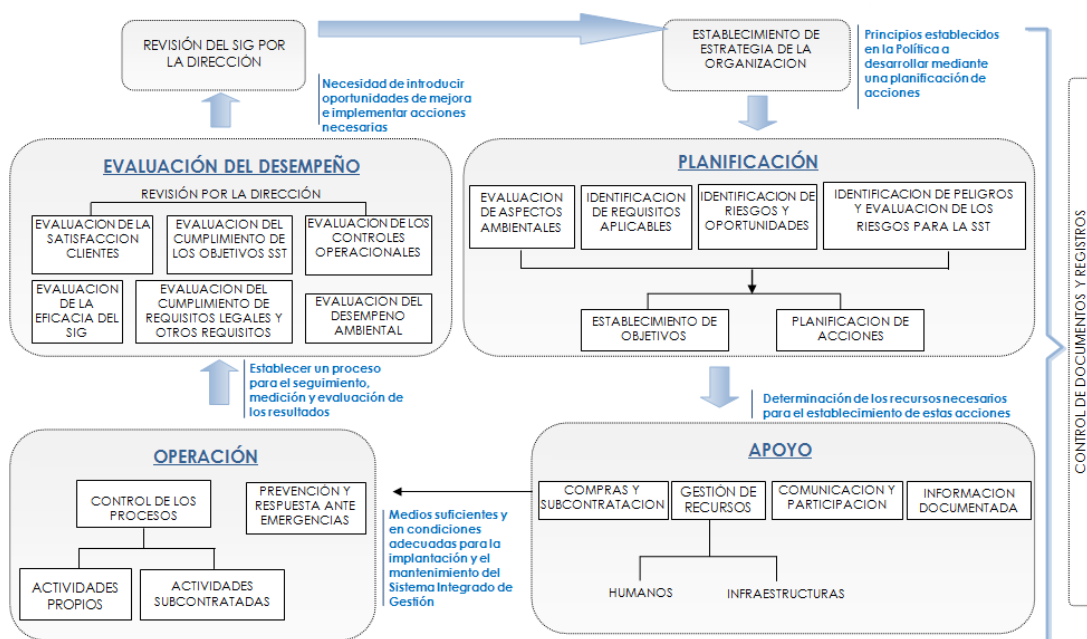 REVISIÓN DEL SIG POR
LA DIRECCIÓN
ESTABLECIMIENTO DE
ESTRATEGIA DE LA
ORGANIZACION
Principios establecidos
en la Política a
desarrollar mediante
una planificación de
acciones
Necesidad de introducir
oportunidades de mejora
e implementar acciones
necesarias
EVALUACIÓN DEL DESEMPEÑO
REVISIÓN POR LA DIRECCIÓN
EVALUACION DE LA
SATISFACCION
CLIENTES
EVALUACION DEL
CUMPLIMIENTO DE
LOS OBJETIVOS SST
EVALUACION DE LOS
CONTROLES
OPERACIONALES
EVALUACION
DE LA
EFICACIA DEL
SIG
EVALUACION DEL
CUMPLIMIENTO DE
REQUISITOS LEGALES Y
OTROS REQUISITOS
EVALUACION DEL
DESEMPENO
AMBIENTAL
PLANIFICACIÓN
EVALUACION
DE ASPECTOS
AMBIENTALES
IDENTIFICACION
DE REQUISITOS
APLICABLES
IDENTIFICACION DE
RIESGOS Y
OPORTUNIDADES
IDENTIFICACION DE PELIGROS
Y EVALUACION DE LOS
RIESGOS PARA LA SST
ESTABLECIMIENTO DE
OBJETIVOS
PLANIFICACION DE
ACCIONES
Establecer un proceso
para el seguimiento,
medición y evaluación de
los resultados
Determinación de los recursos necesarios
para el establecimiento de estas acciones
OPERACIÓN
CONTROL DE LOS
PROCESOS
PREVENCIÓN Y
RESPUESTA ANTE
EMERGENCIAS
ACTIVIDADES
PROPIOS
ACTIVIDADES
SUBCONTRATADAS
Medios suficientes y
en condiciones
adecuadas para la
implantación y el
mantenimiento del
Sistema Integrado de
Gestión
APOYO
COMPRAS Y
SUBCONTRATACION
GESTIÓN DE
RECURSOS
COMUNICACION Y
PARTICIPACION
INFORMACION
DOCUMENTADA
HUMANOS
INFRAESTRUCTURAS
CONTROL DE DOCUMENTOS Y REGISTROS